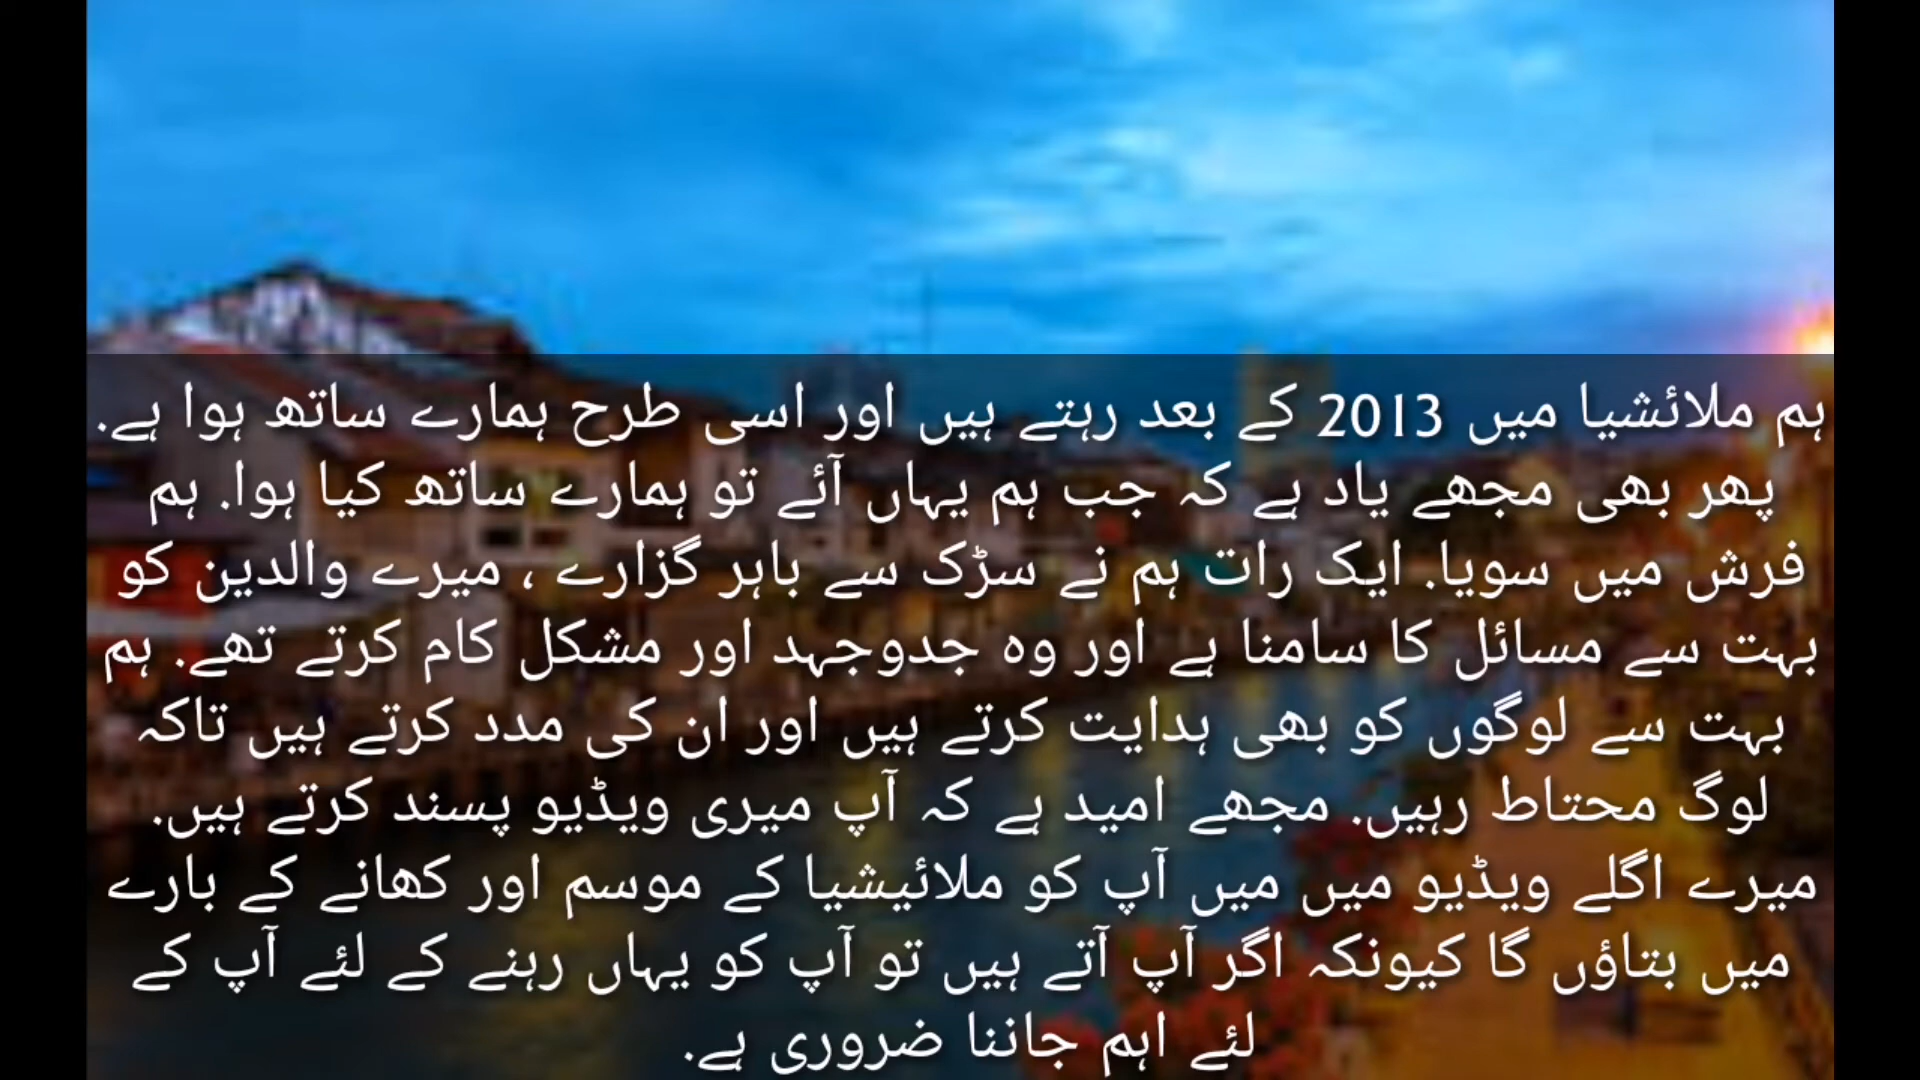 ہم ملائشیا میں 2013 کے بعد رہتے ہیں اور اسی طرح ہمارے ساتھ ہوا ہے.
پھر بھی مجھے یاد ہے کہ جب ہم یہاں آئے تو ہمارے ساتھ کیا ہوا. ہم
فرش میں سویا. ایک رات ہم نے سڑک سے باہر گزارے ، میرے والدین کو
بہت سے مسائل کا سامنا ہے اور وہ جدوجہد اور مشکل کام کرتے تھے. ہم
بہت سے لوگوں کو بھی ہدایت کرتے ہیں اور ان کی مدد کرتے ہیں تاکہ
لوگ محتاط رہیں. مجھے امید ہے کہ آپ میری ویڈیو پسند کرتے ہیں.
میرے اگلے ویڈیو میں میں آپ کو ملائیشیا کے موسم اور کھانے کے بارے
میں بتاؤں گا کیونکہ اگر آپ آتے ہیں تو آپ کو یہاں رہنے کے لئے آپ کے
لئے اہم جاننا ضروری ہے.